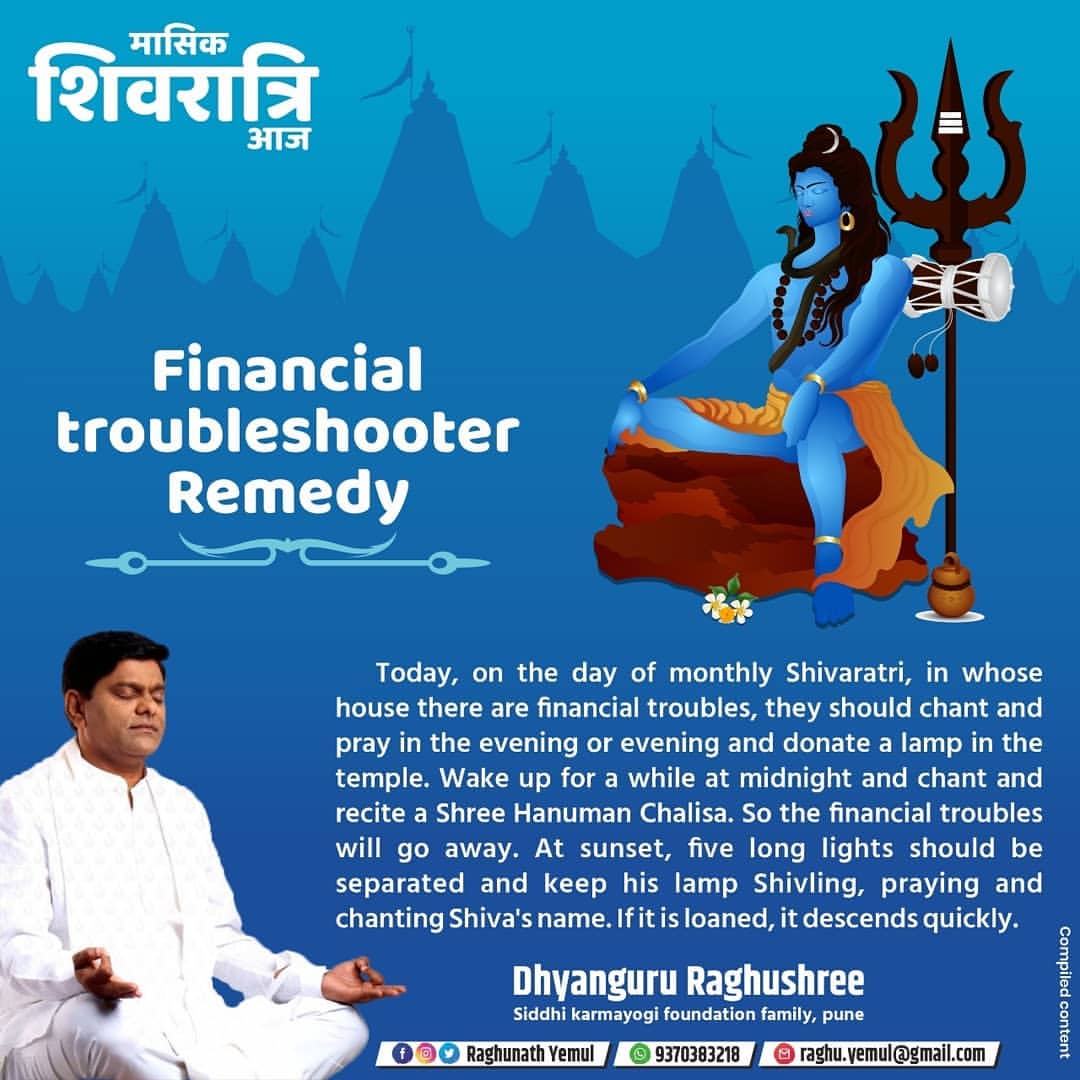 मासिक
शिवरात्रि
आज
Financial
troubleshooter
Remedy
Today, on the day of monthly Shivaratri, in whose
house there are financial troubles, they should chant and
pray in the evening or evening and donate a lamp in the
temple. Wake up for a while at midnight and chant and
recite a Shree Hanuman Chalisa. So the financial troubles
will go away. At sunset, five long lights should be
separated and keep his lamp Shivling, praying and
chanting Shiva's name. If it is loaned, it descends quickly.
Dhyanguru Raghushree
Siddhi karmayogi foundation family, pune
Raghunath Yemul
9370383218
raghu.yemul@gmail.com
Compiled content